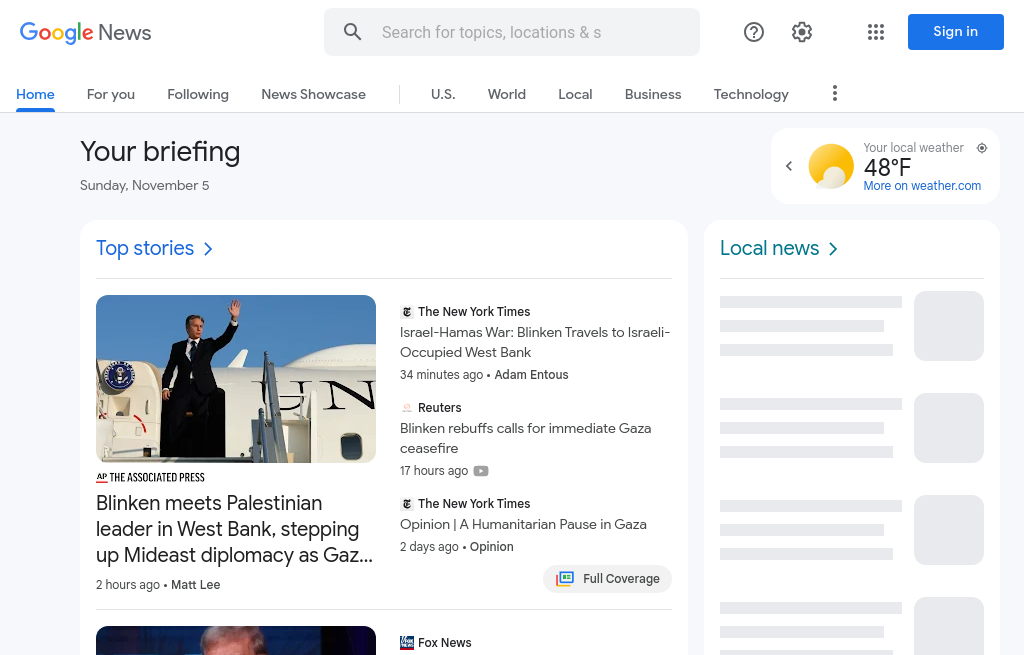 Google News
Search for topics, locations & s
Sign in
Home
For you
Following
News Showcase
U.S.
World
Local
Business
Technology
Your briefing
Sunday, November 5
Your local weather
48°F
More on weather.com
Top stories
Local news
UN
AP THE ASSOCIATED PRESS
Blinken meets Palestinian
leader in West Bank, stepping
up Mideast diplomacy as Gaz...
2 hours ago • Matt Lee
The New York Times
Israel-Hamas War: Blinken Travels to Israeli-
Occupied West Bank
34 minutes ago • Adam Entous
Reuters
Blinken rebuffs calls for immediate Gaza
ceasefire
17 hours ago
The New York Times
Opinion | A Humanitarian Pause in Gaza
2 days ago • Opinion
Full Coverage
Fox News